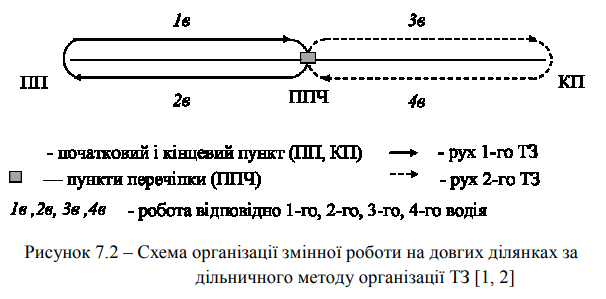 1в 3в
ПП ППЧ КП
2в 4в
- початковий і кінцевий пункт (ПП, КП) - рух 1-го ТЗ
— пункти перечіпки (ППЧ) - рух 2-го ТЗ
1в ,2в, 3в ,4в - робота відповідно 1-го, 2-го, 3-го, 4-го водія
Рисунок 7.2 – Схема організації змінної роботи на довгих ділянках за
дільничного методу організації ТЗ [1, 2]